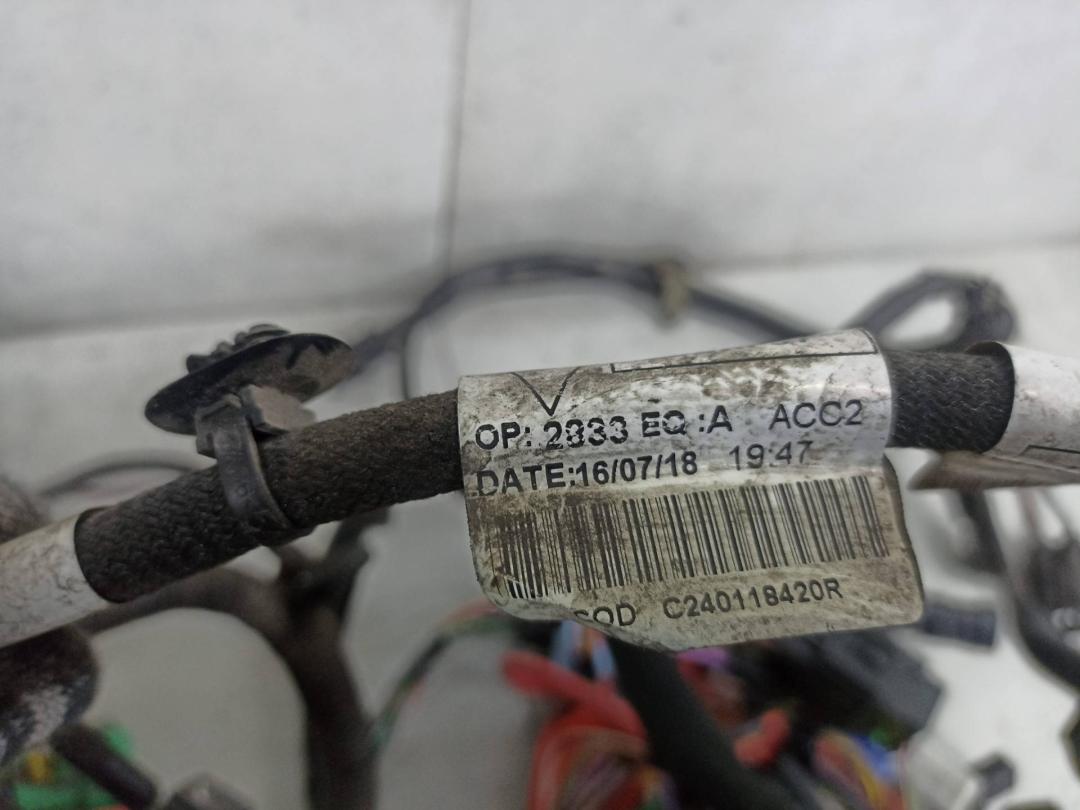 OP: 2833 EQ :A ACC2
DATE:16/07/18 19:47
COD C240118420R